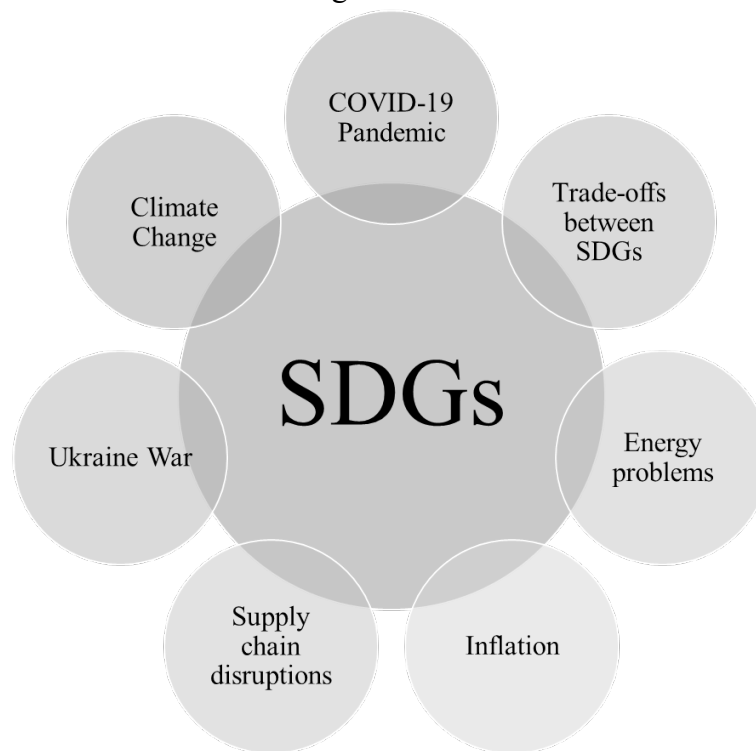 COVID-19
Pandemic
Trade-offs
between
SDGs
Energy
problems
Inflation
Supply
chain
disruptions
Ukraine War
Climate
Change
SDGs